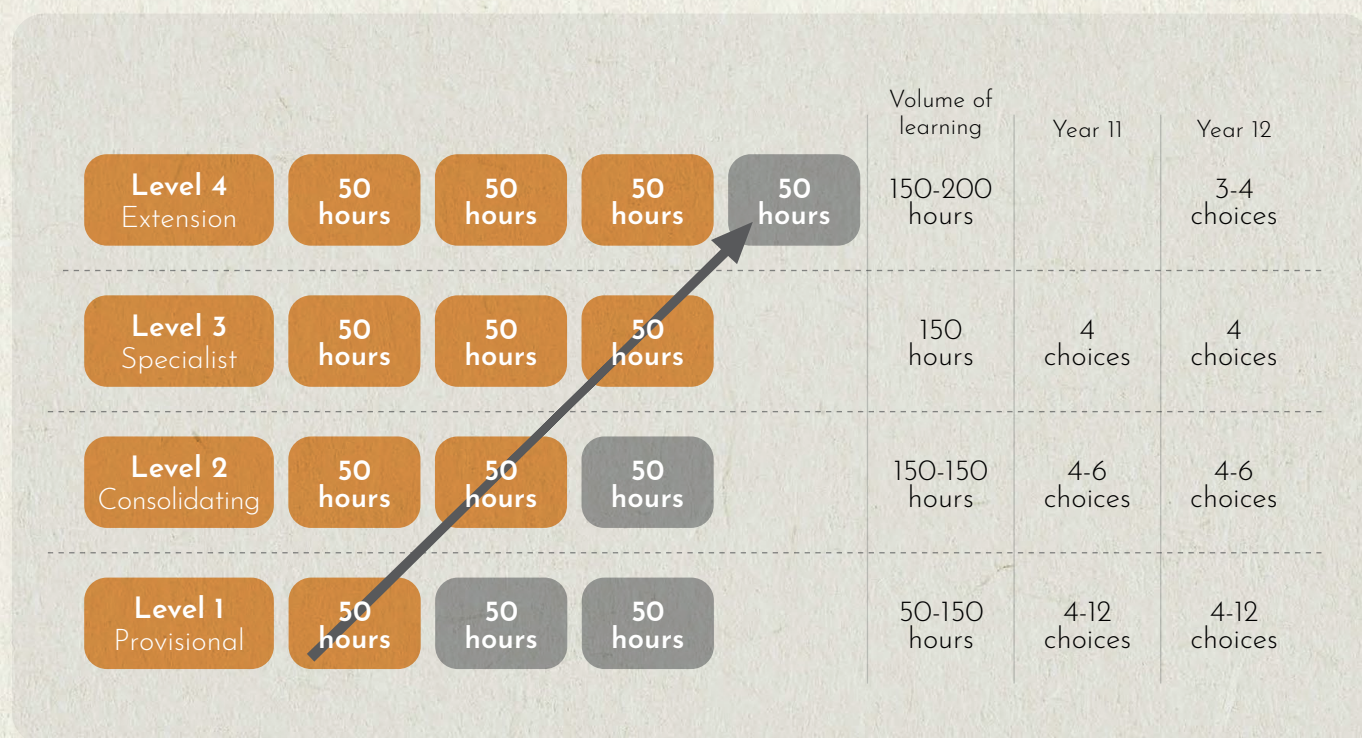 Volume of
learning
Year 11
Year 12
Level 4
Extension
50
hours
50
hours
50
hours
50
hours
150-200
hours
3-4
choices
Level 3
Specialist
50
hours
50
hours
50
hours
150
hours
4
choices
4
choices
Level 2
Consolidating
50
hours
50
hours
50
hours
150-150
hours
4-6
choices
4-6
choices
Level 1
Provisional
50
hours
50
hours
50
hours
50-150
hours
4-12
choices
4-12
choices